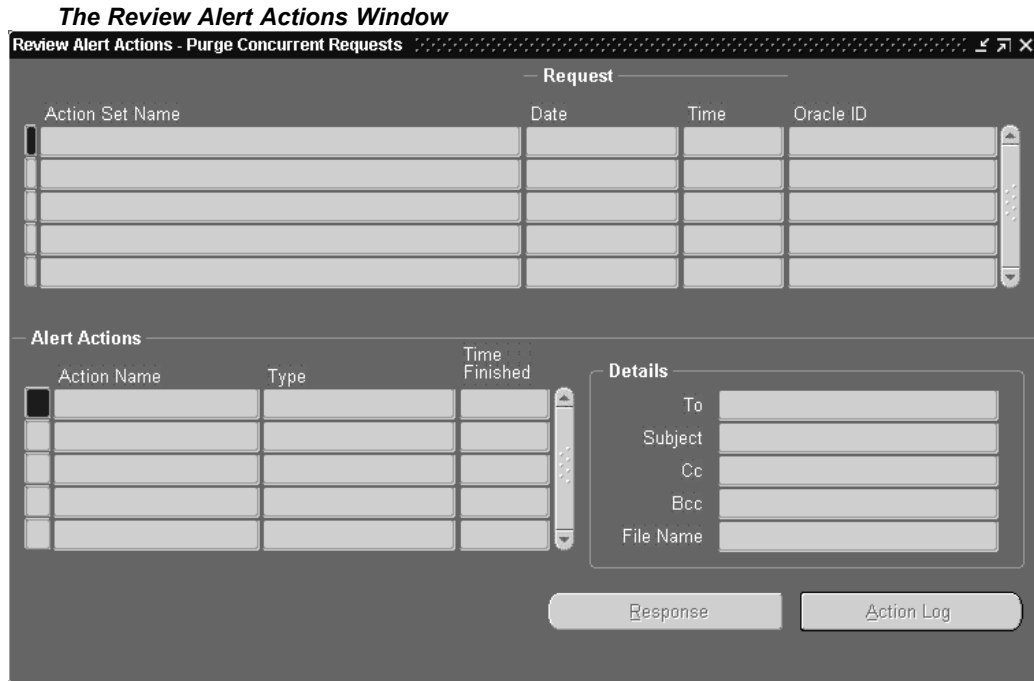 The Review Alert Actions Window
Review Alert Actions - Purge Concurrent Requests
Request
Action Set Name Date Time Oracle ID
Alert Actions
Action Name Type Time Finished
Details
To
Subject
Cc
Bcc
File Name
Response Action Log